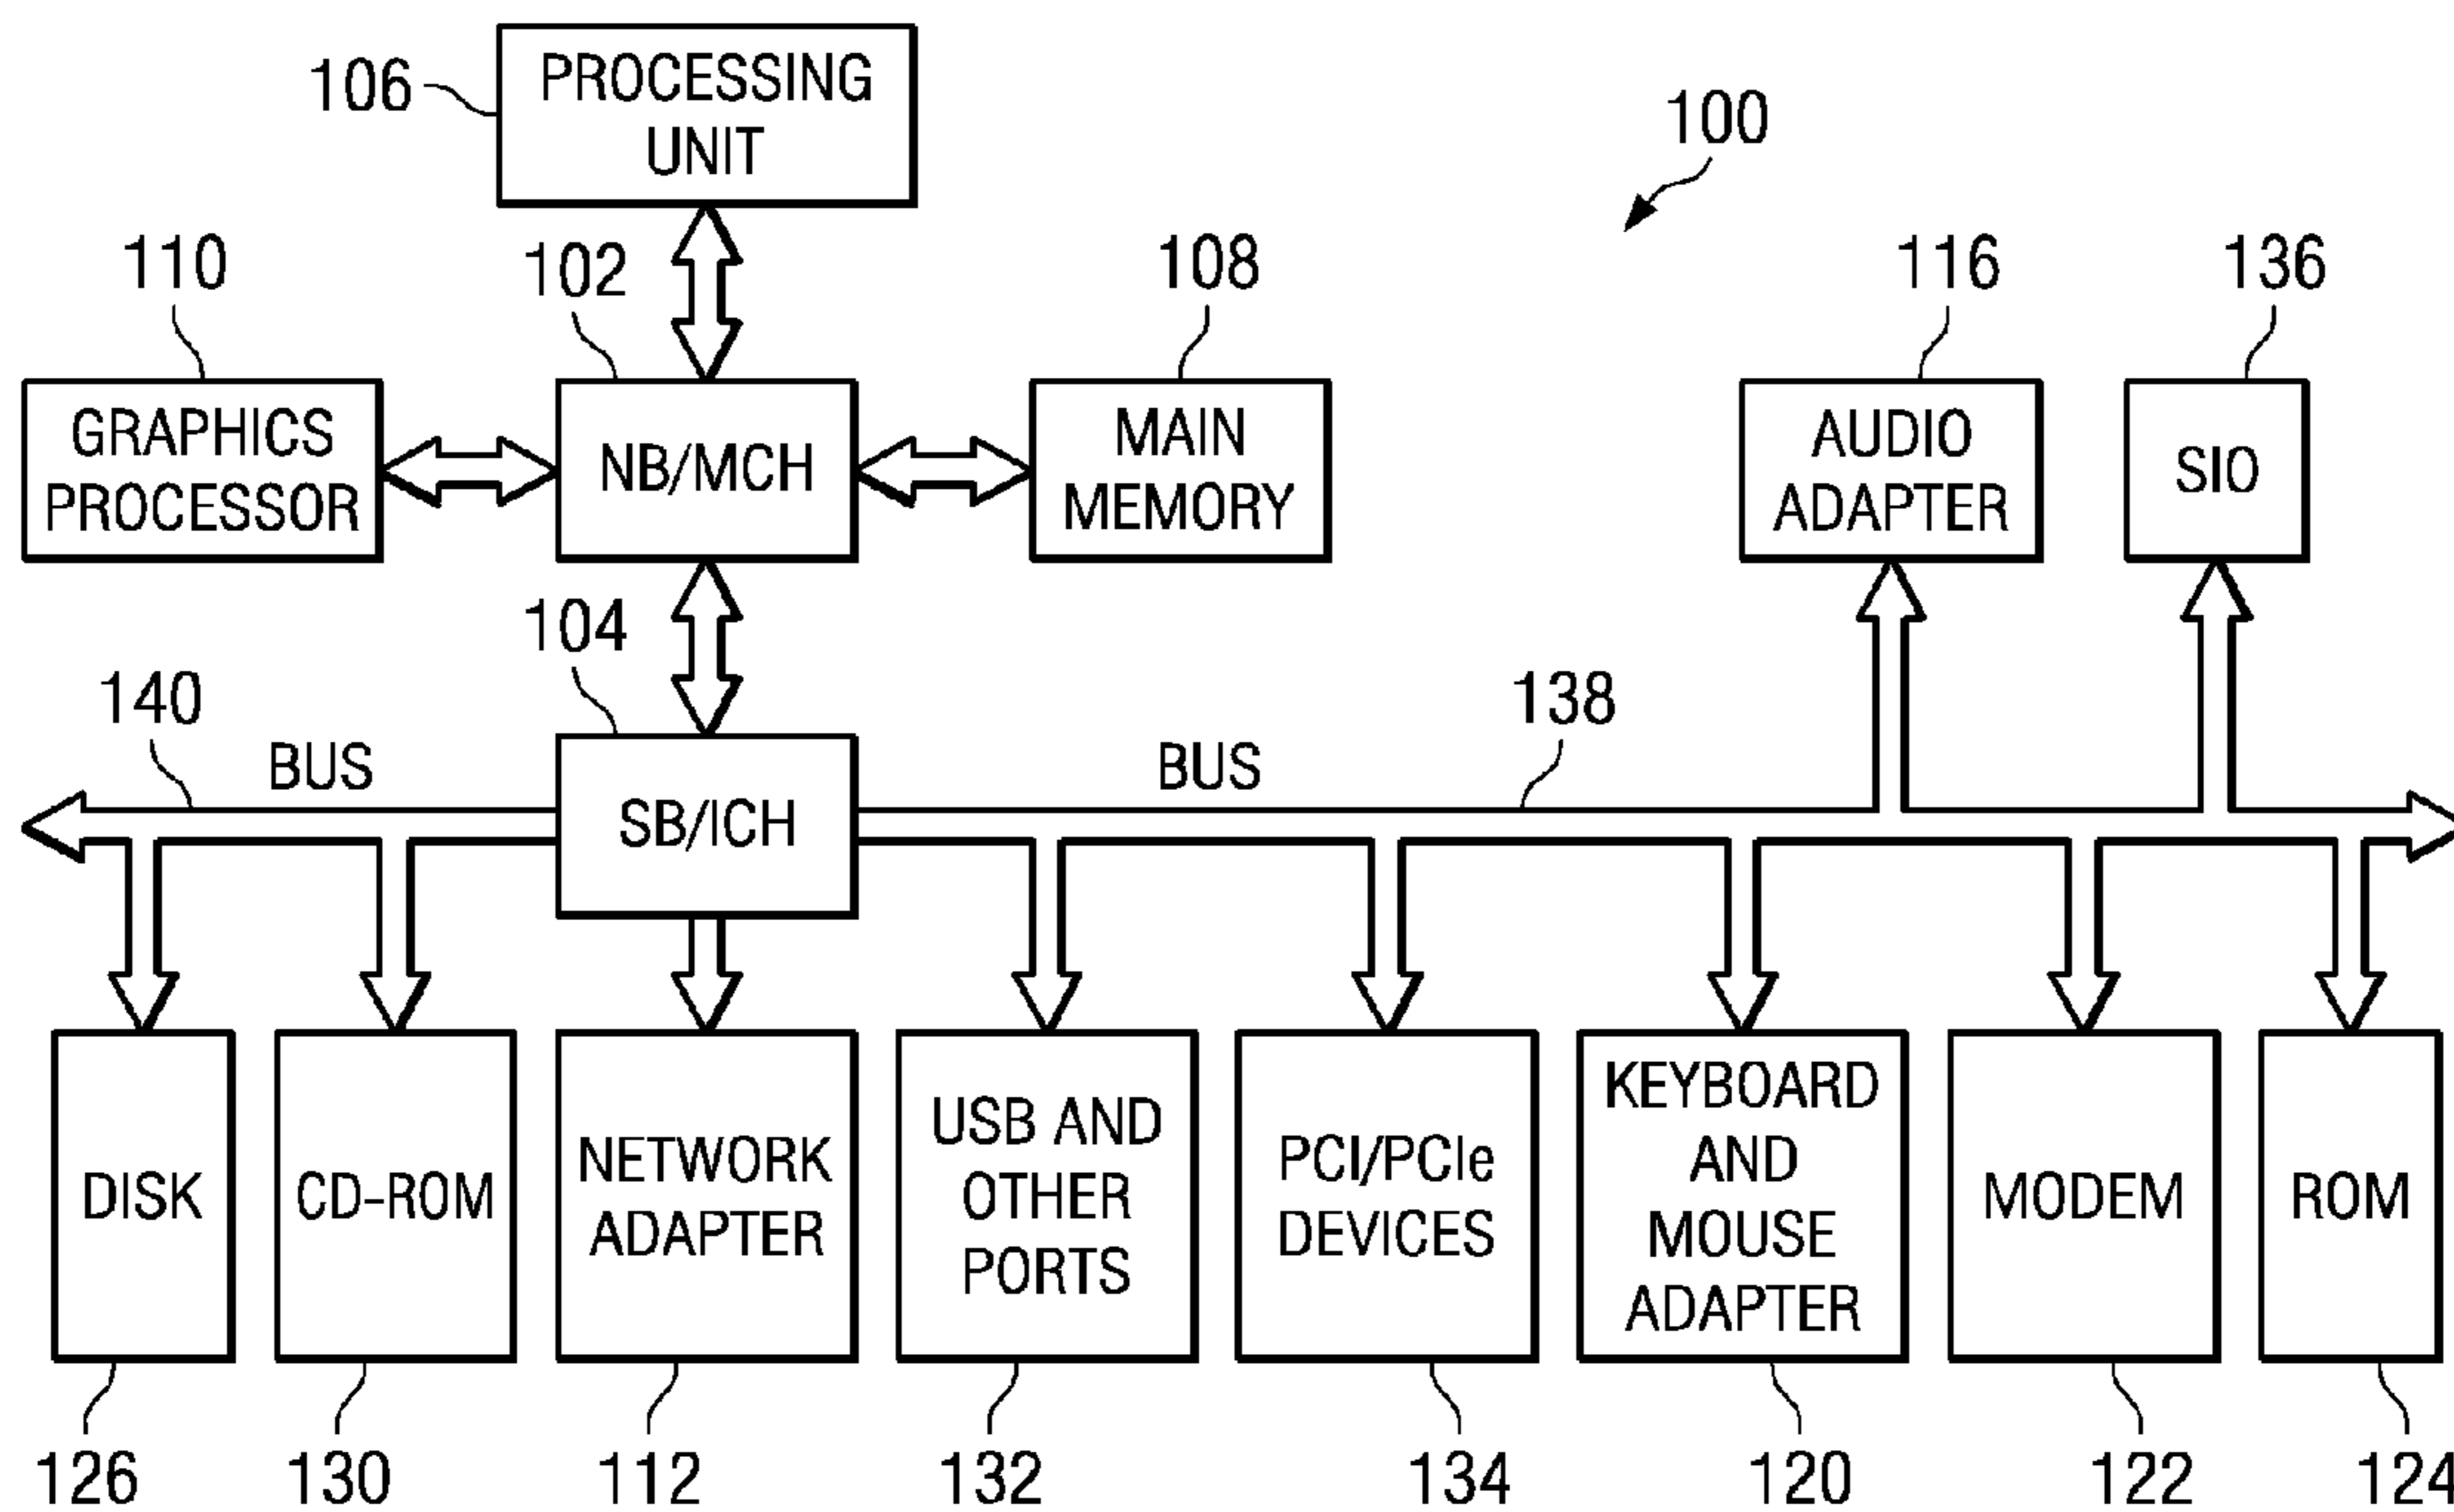 PROCESSING
UNIT
106
100
110
102
108
116
136
GRAPHICS
PROCESSOR
NB/MCH
MAIN
MEMORY
AUDIO
ADAPTER
SIO
104
140
138
BUS
BUS
SB/ICH
DISK
CD-ROM
NETWORK
ADAPTER
USB AND
OTHER
PORTS
PCI/PCIe
DEVICES
KEYBOARD
AND
MOUSE
ADAPTER
MODEM
ROM
126
130
112
132
134
120
122
124